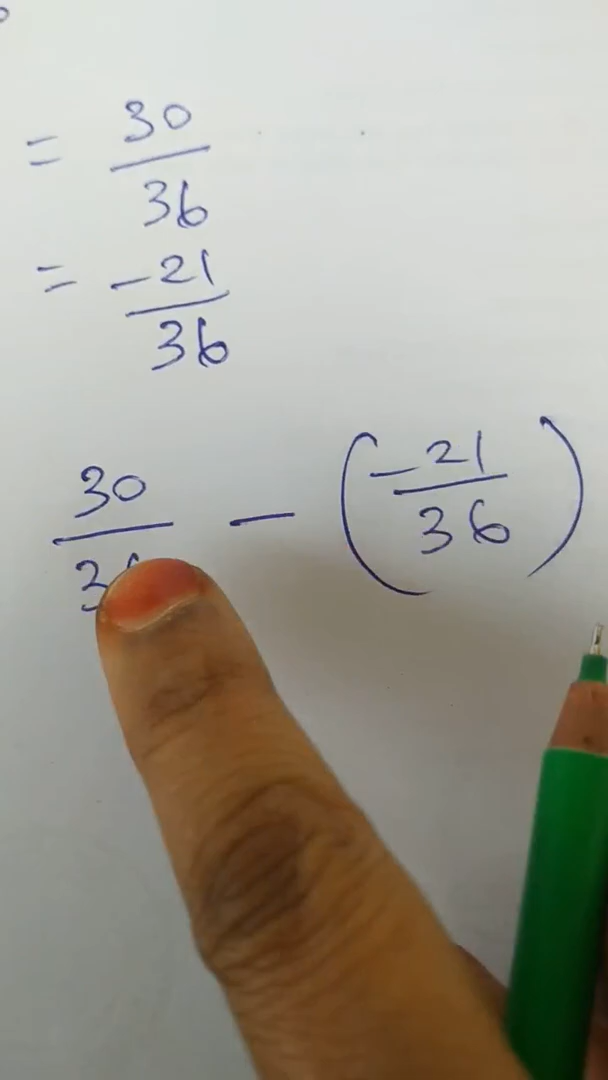 = 30/36
= -21/36
30/3 - (-21/36)